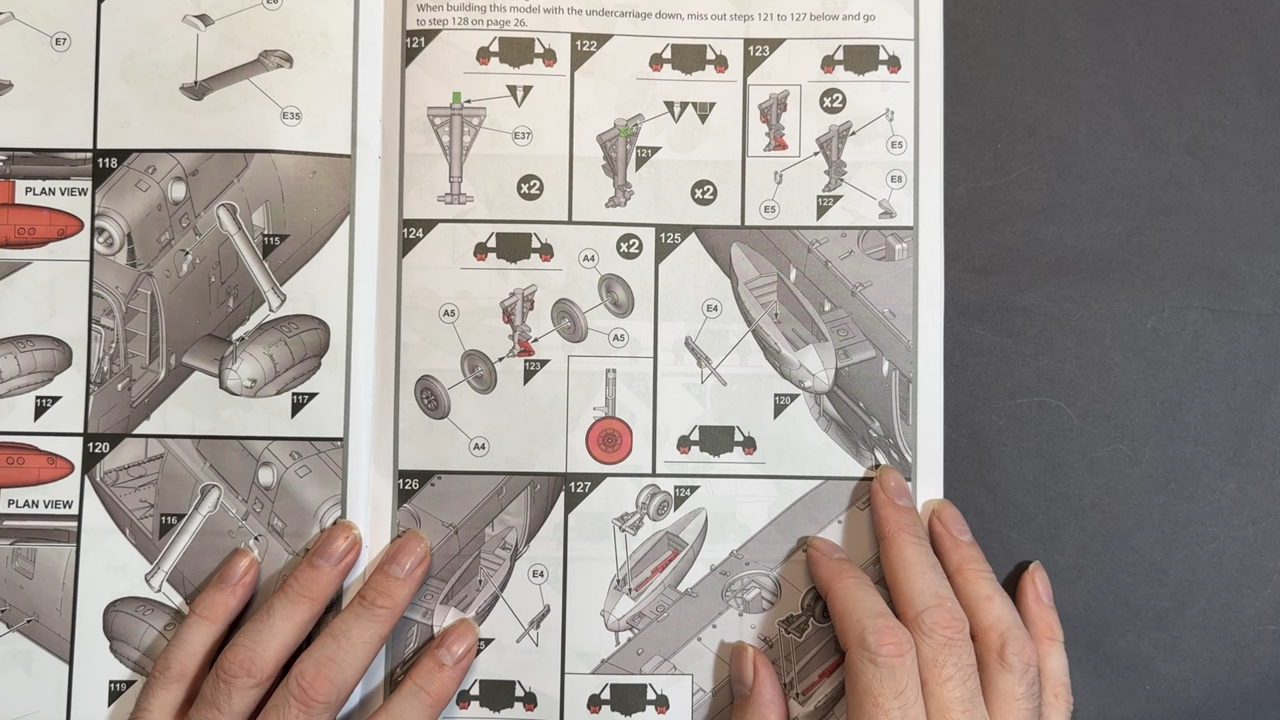 When building this model with the undercarriage down, miss out steps 121 to 127 below and go
to step 128 on page 26.
E7
E35
PLAN VIEW
118
115
117
112
PLAN VIEW
120
116
119
121
E37
x2
122
121
x2
123
x2
E5
E5
E8
122
124
x2
A4
A5
A5
123
A4
125
E4
120
126
E4
127
124